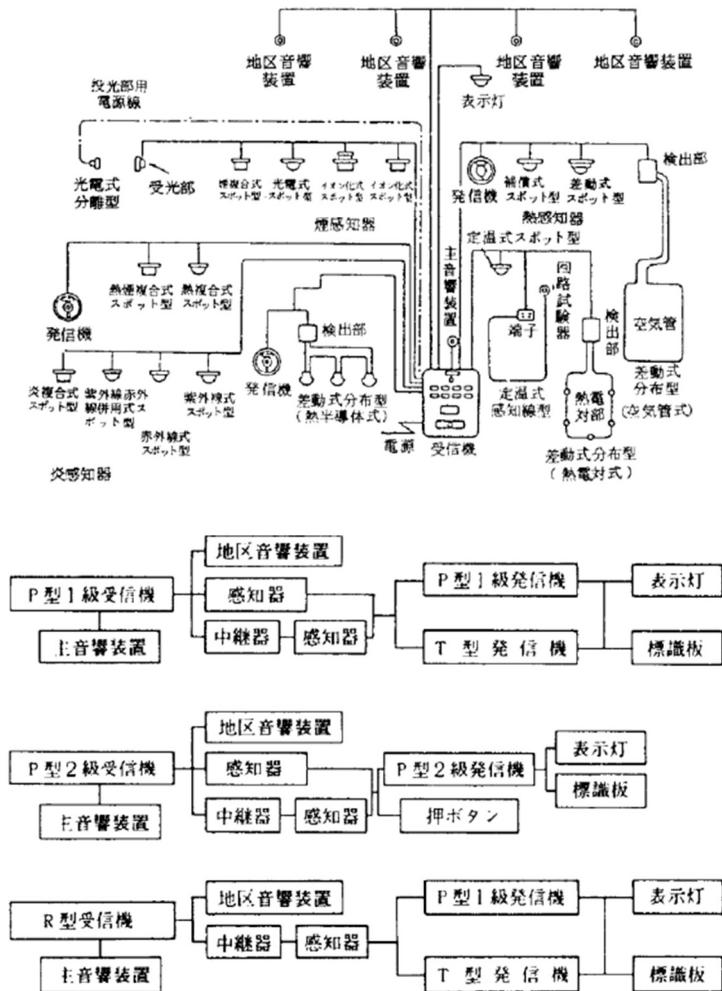 地区音響
装置
地区音響
装置
地区音響
装置
地区音響装置
表示灯
投光部用
電源線
光電式
分離型
受光部
煙複合式
スポット型
光電式
スポット型
イオン化式
スポット型
イオン化式
スポット型
煙感知器
発信機
補償式
スポット型
差動式
スポット型
熱感知器
検出部
定温式スポット型
主音響装置
回路試験器
端子
検出部
空気管
差動式
分布型
(空気管式)
定温式
感知線型
熱電
対部
差動式分布型
(熱電対式)
発信機
熱煙複合式
スポット型
熱複合式
スポット型
発信機
検出部
差動式分布型
(熱半導体式)
炎複合式
スポット型
紫外線赤外
線併用式ス
ポット型
赤外線式
スポット型
紫外線式
スポット型
炎感知器
電源
受信機
P型1級受信機
主音響装置
地区音響装置
感知器
中継器
感知器
P型1級発信機
T型発信機
表示灯
標識板
P型2級受信機
主音響装置
地区音響装置
感知器
中継器
感知器
P型2級発信機
押ボタン
表示灯
標識板
R型受信機
主音響装置
地区音響装置
中継器
感知器
P型1級発信機
T型発信機
表示灯
標識板